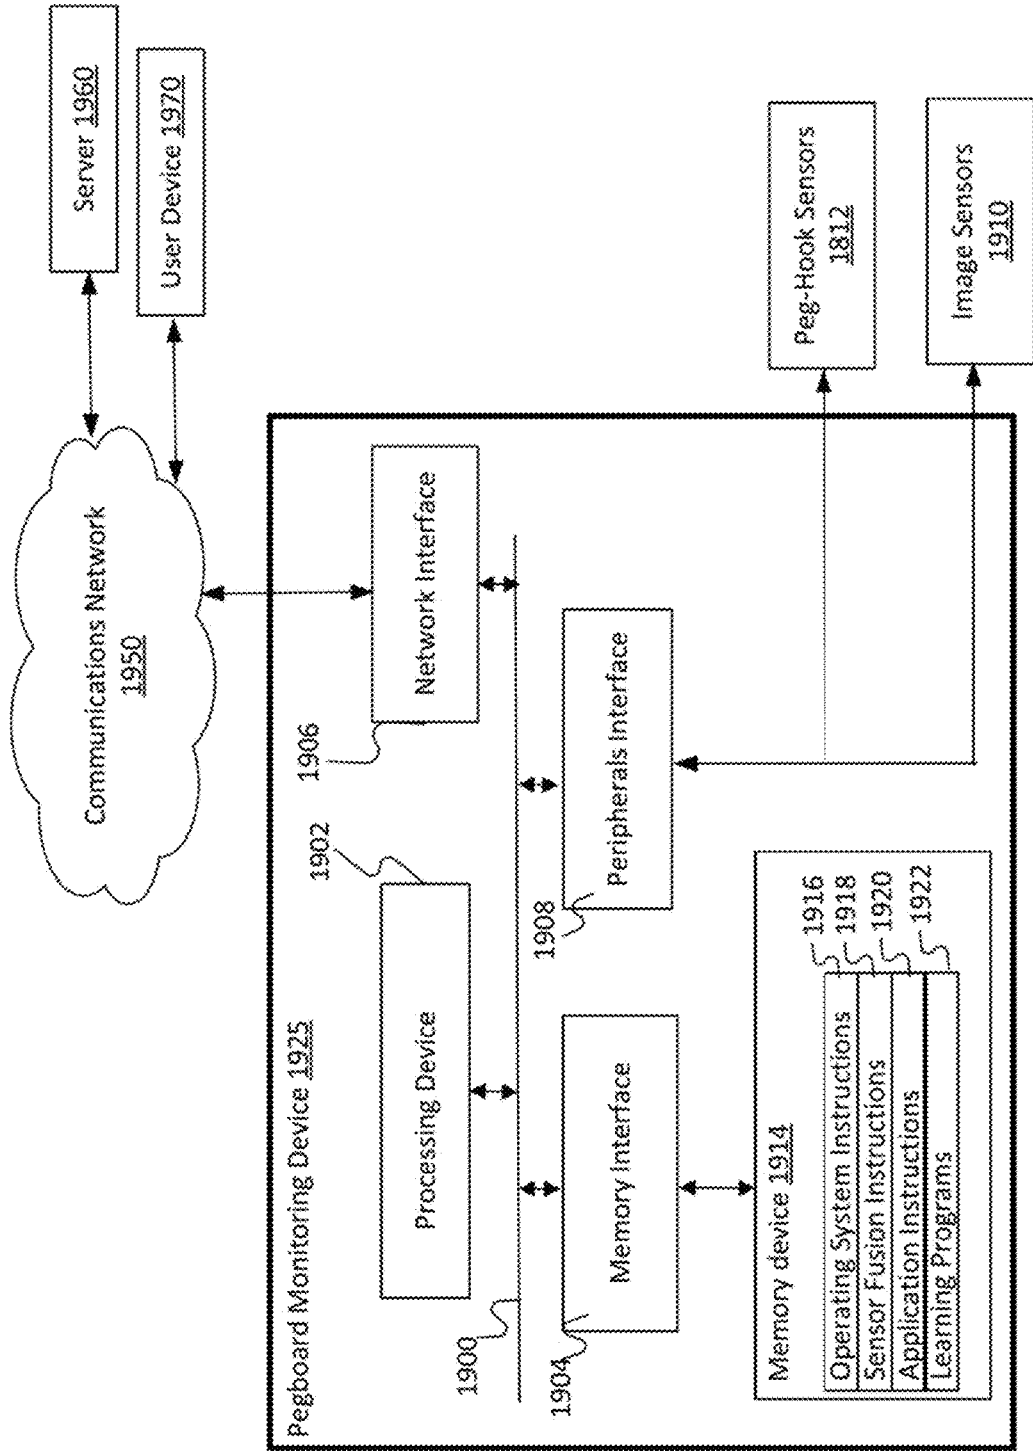 Server 1960
User Device 1970
Communications Network
1950
Pegboard Monitoring Device 1925
1902
1906
Processing Device
Network Interface
1900
1904
Memory Interface
1908
Peripherals Interface
Peg-Hook Sensors
1812
Image Sensors
1910
Memory device 1914
Operating System Instructions
1916
Sensor Fusion Instructions
1918
Application Instructions
1920
Learning Programs
1922